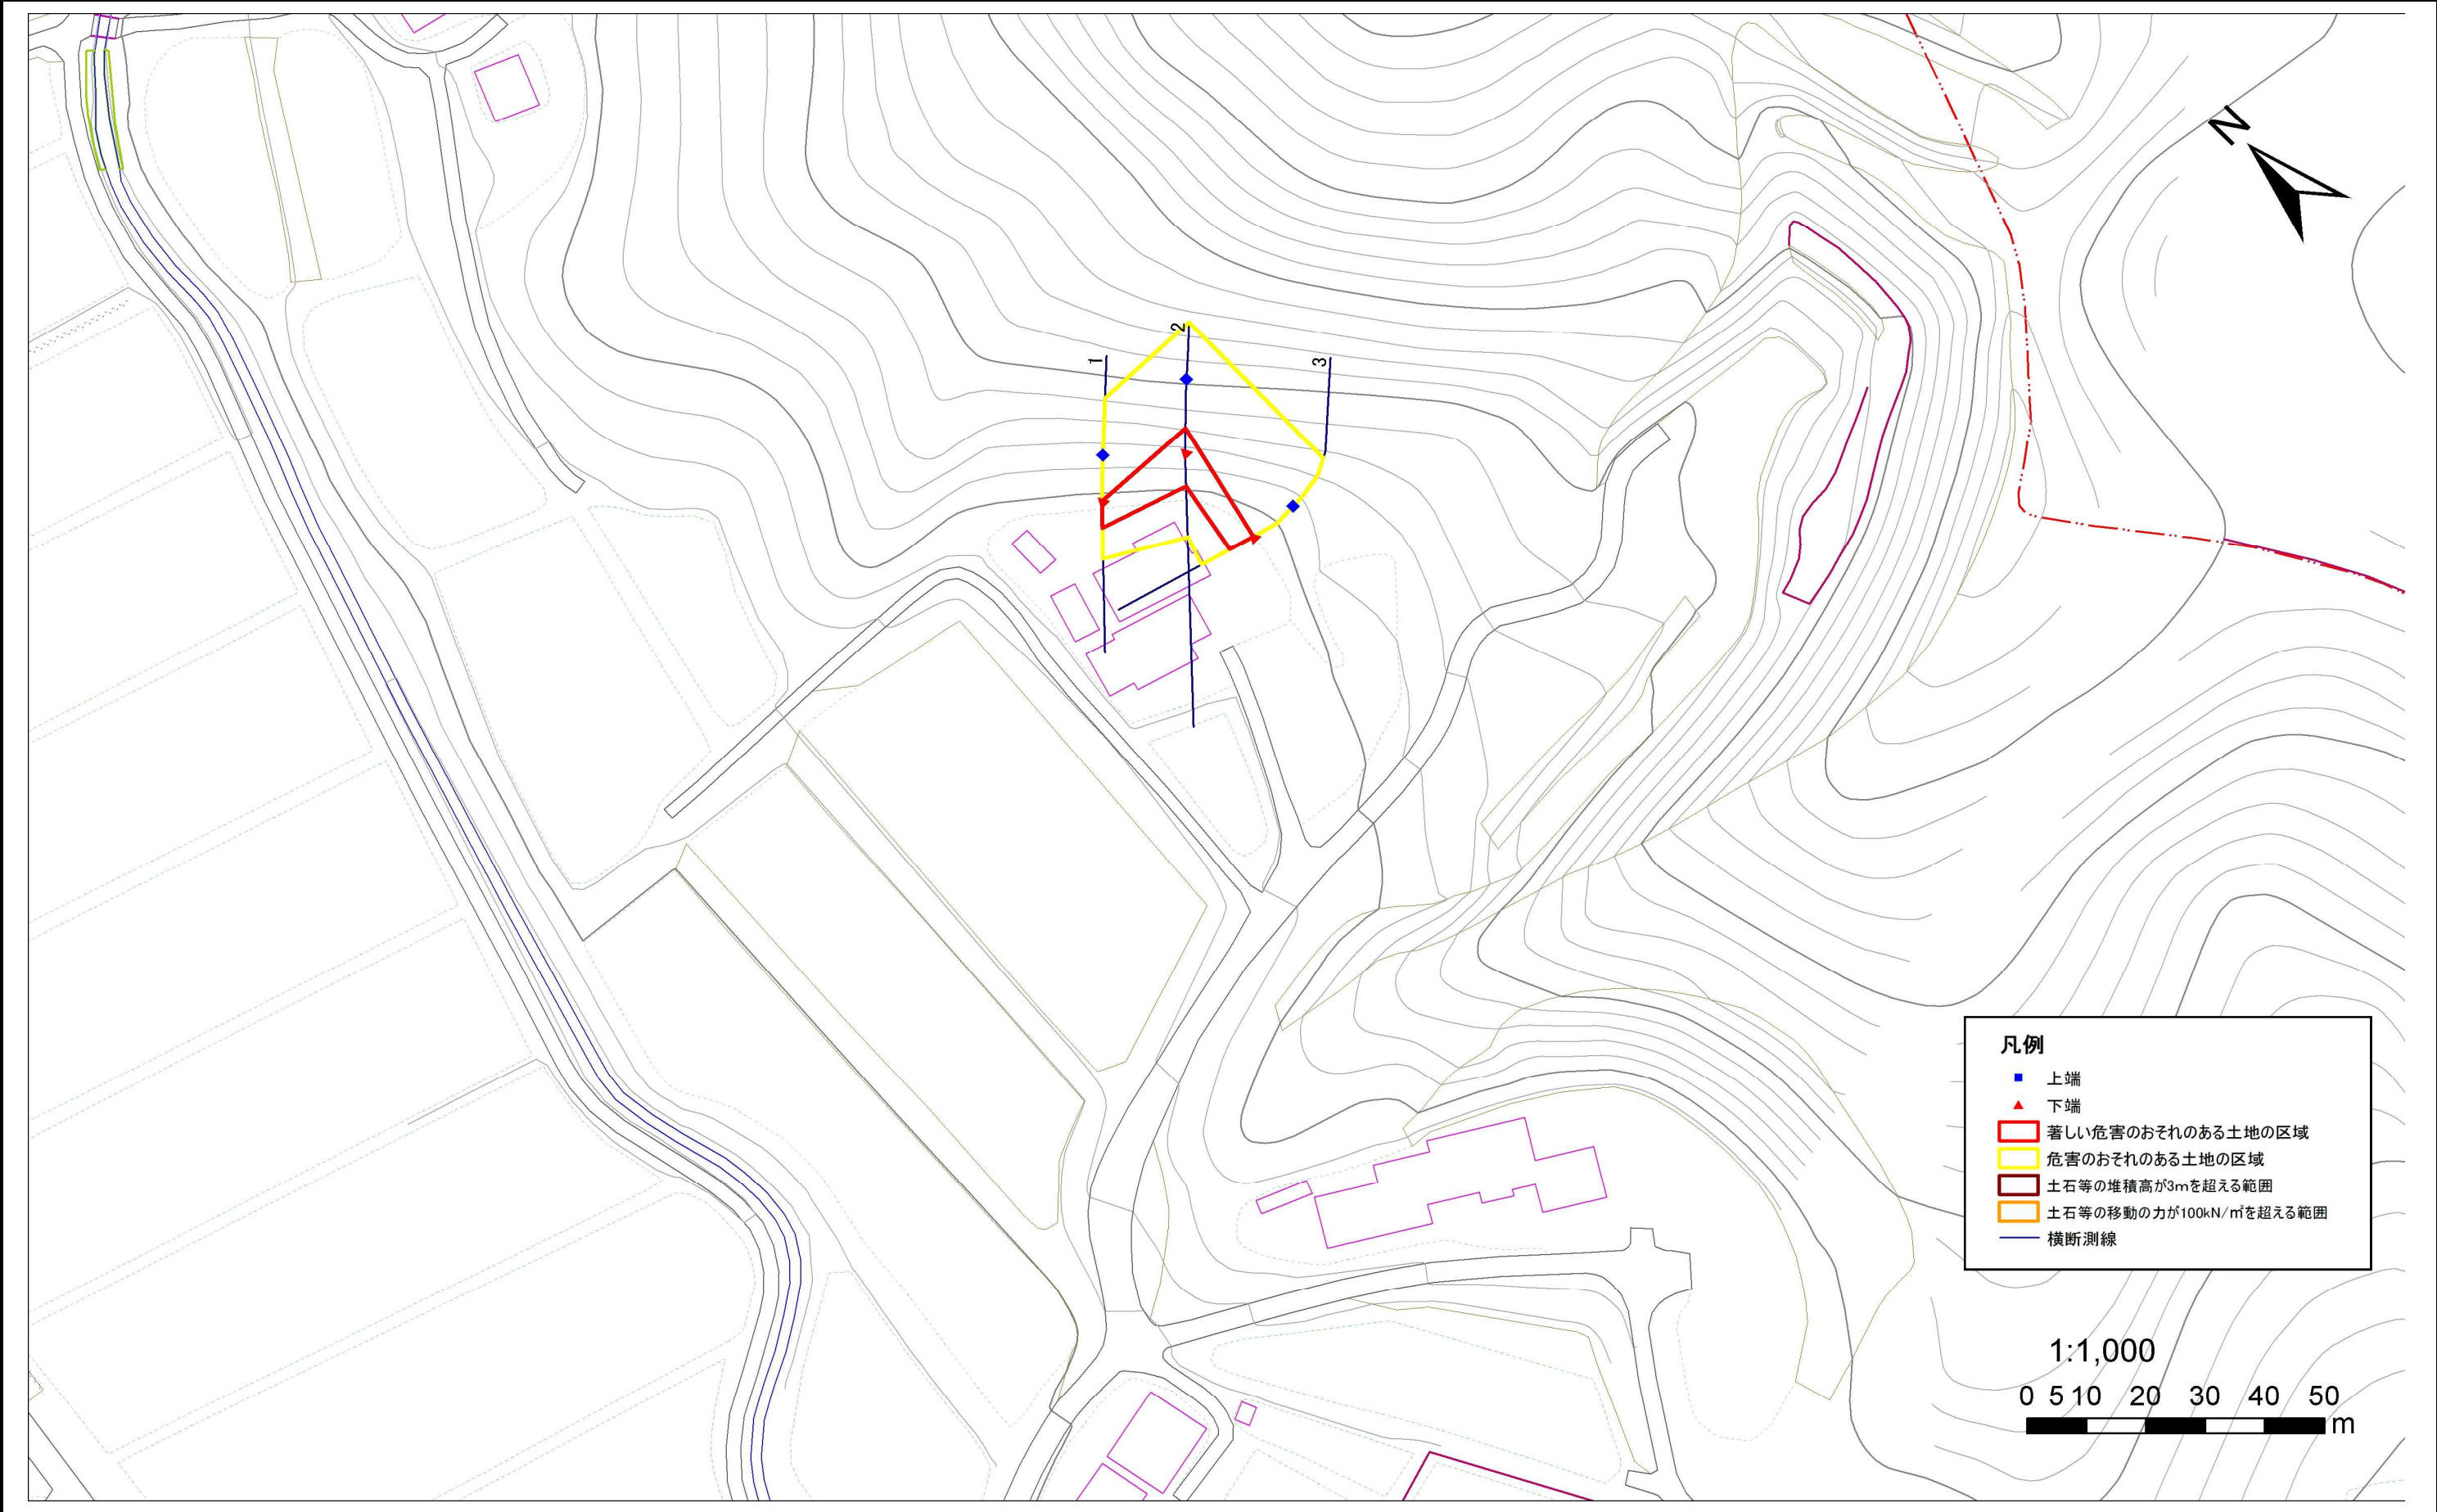 N
1
2
3
凡例
上端
下端
著しい危害のおそれのある土地の区域
危害のおそれのある土地の区域
土石等の堆積高が3mを超える範囲
土石等の移動の力が100kN/㎡を超える範囲
横断測線
1:1,000
0 5 10 20 30 40 50
m